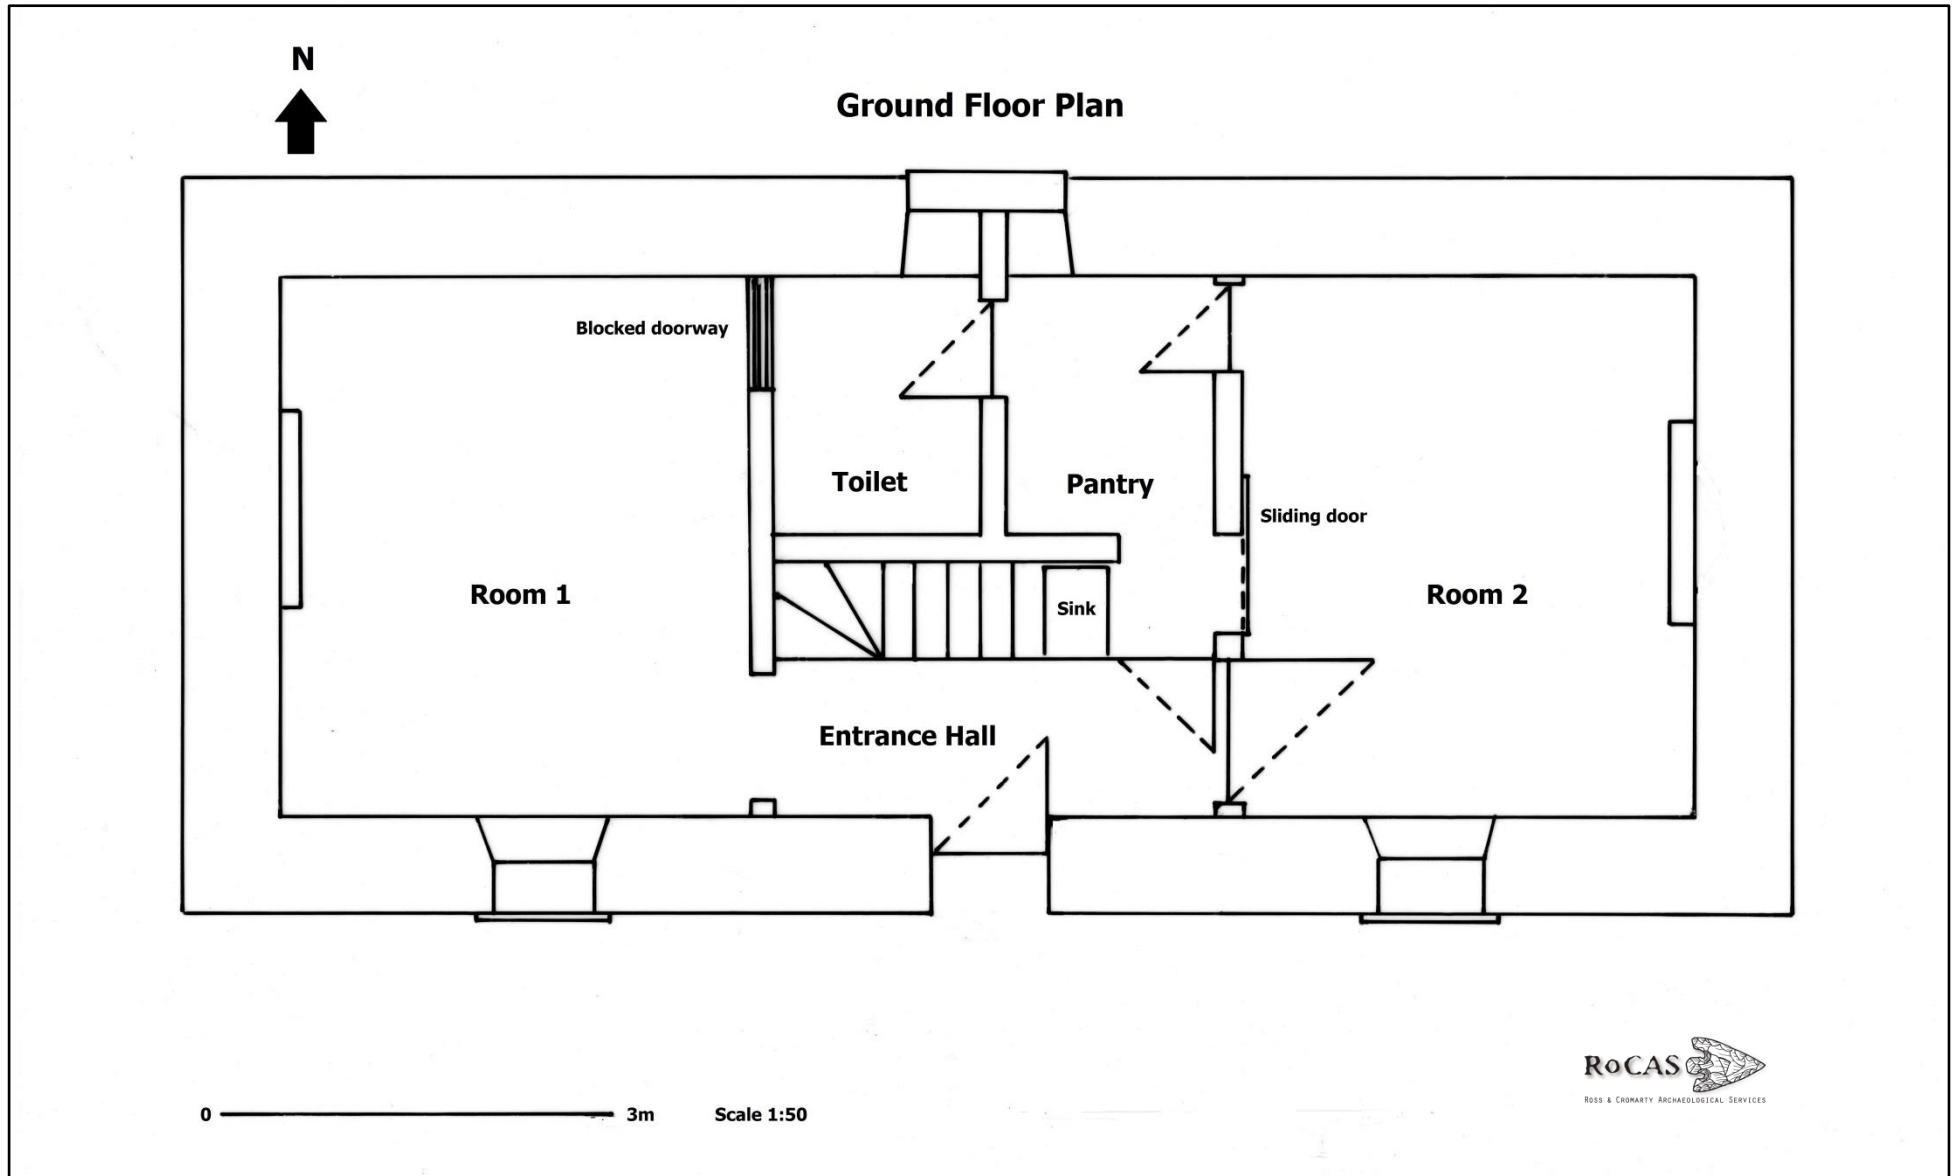 N
Ground Floor Plan
Blocked doorway
Toilet
Pantry
Sliding door
Room 1
Sink
Room 2
Entrance Hall
0
3m
Scale 1:50
RoCAS
Ross & Cromarty Archaeological Services